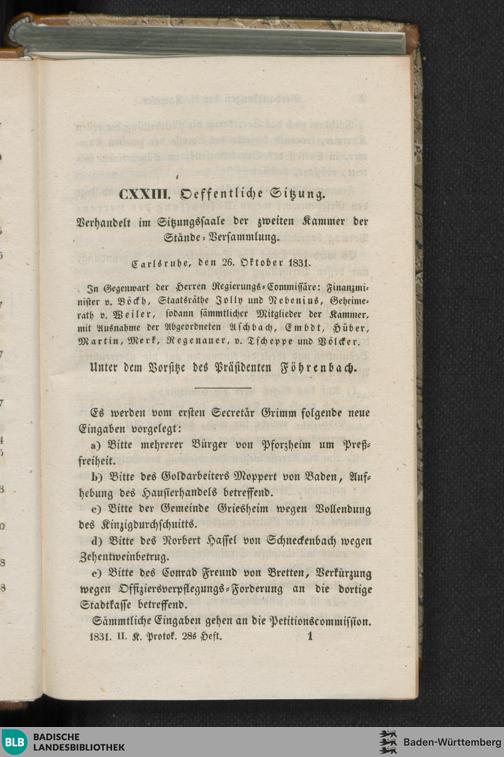 CXXIII. Oeffentliche Sitzung.
Verhandelt im Sitzungssaale der zweiten Kammer der
Stände-Versammlung.
Carlsruhe, den 26. Oktober 1831.
In Gegenwart der Herren Regierungs-Commissäre: Finanzmi-
nister v. Böckh, Staatsräthe Jolly und Nebenius, Geheime-
rath v. Weiler, sodann sämmtlicher Mitglieder der Kammer,
mit Ausnahme der Abgeordneten Aschbach, Embdt, Hüber,
Martin, Merk, Regenauer, v. Tscheppe und Völcker.
Unter dem Vorsitze des Präsidenten Föhrenbach.
Es werden vom ersten Secretär Grimm folgende neue
Eingaben vorgelegt:
a) Bitte mehrerer Bürger von Pforzheim um Preß-
freiheit.
b) Bitte des Goldarbeiters Moppert von Baden, Auf-
hebung des Hausierhandels betreffend.
c) Bitte der Gemeinde Griesheim wegen Vollendung
des Kinzigdurchschnitts.
d) Bitte des Norbert Hassel von Schneckenbach wegen
Zehentweinbetrug.
e) Bitte des Conrad Freund von Bretten, Verkürzung
wegen Offiziersverpflegungs-Forderung an die dortige
Stadtkasse betreffend.
Sämmtliche Eingaben gehen an die Petitionscommission.
1831. II. K. Protok. 28s Heft. 1
BLB BADISCHE
LANDESBIBLIOTHEK
Baden-Württemberg